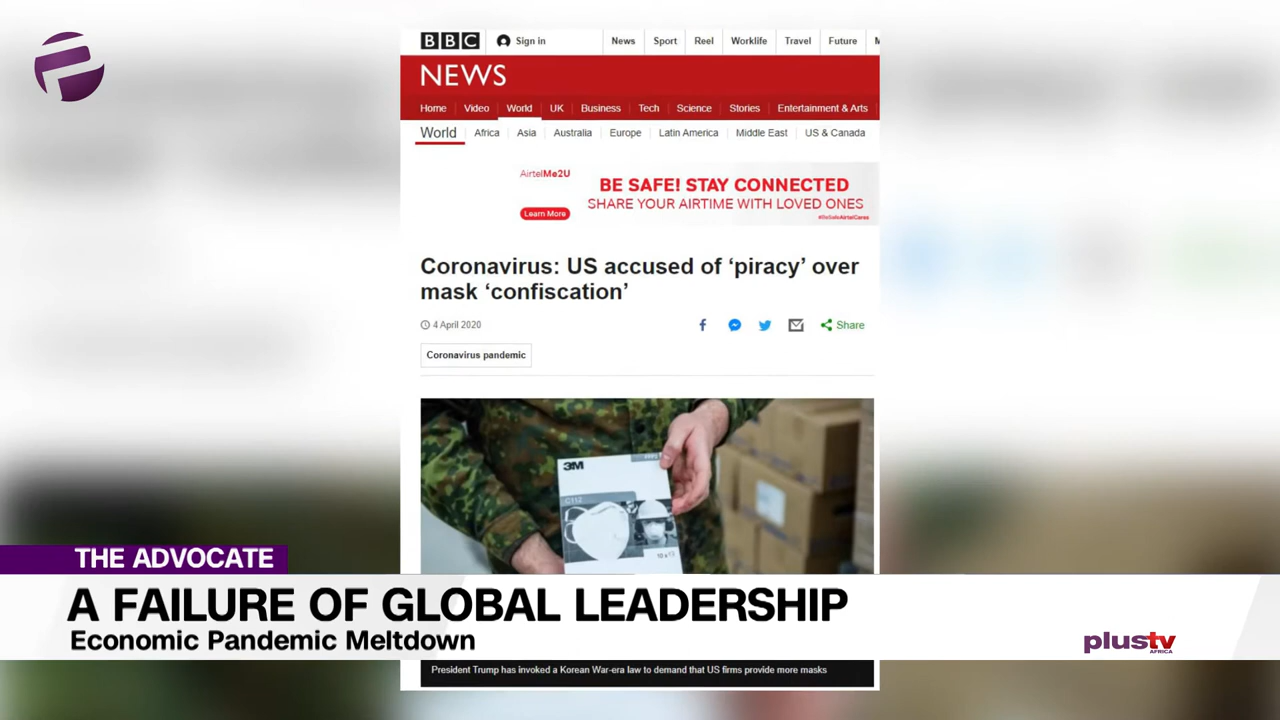 BBC
Sign in
News
Sport
Reel
Worklife
Travel
Future
M
NEWS
Home
Video
World
UK
Business
Tech
Science
Stories
Entertainment & Arts
World
Africa
Asia
Australia
Europe
Latin America
Middle East
US & Canada
AirtelMe2U
Learn More
BE SAFE! STAY CONNECTED
SHARE YOUR AIRTIME WITH LOVED ONES
#BeSafeAirtelCares
Coronavirus: US accused of ‘piracy’ over
mask ‘confiscation’
4 April 2020
Share
Coronavirus pandemic
3M
C112
THE ADVOCATE
A FAILURE OF GLOBAL LEADERSHIP
Economic Pandemic Meltdown
plustv
AFRICA
President Trump has invoked a Korean War-era law to demand that US firms provide more masks